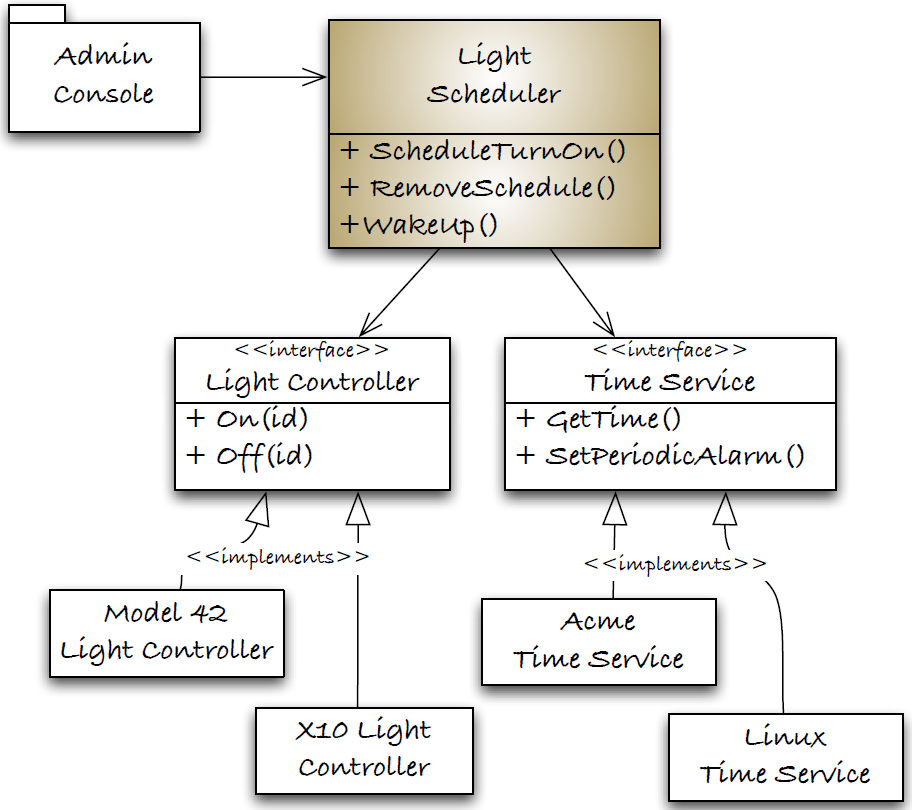 Admin
Console
Light
Scheduler
+ ScheduleTurnOn()
+ RemoveSchedule()
+WakeUp()
<<interface>>
Light Controller
+ On(id)
+ Off(id)
<<interface>>
Time Service
+ GetTime()
+ SetPeriodicAlarm()
<<implements>>
<<implements>>
Model 42
Light Controller
Acme
Time Service
X10 Light
Controller
Linux
Time Service